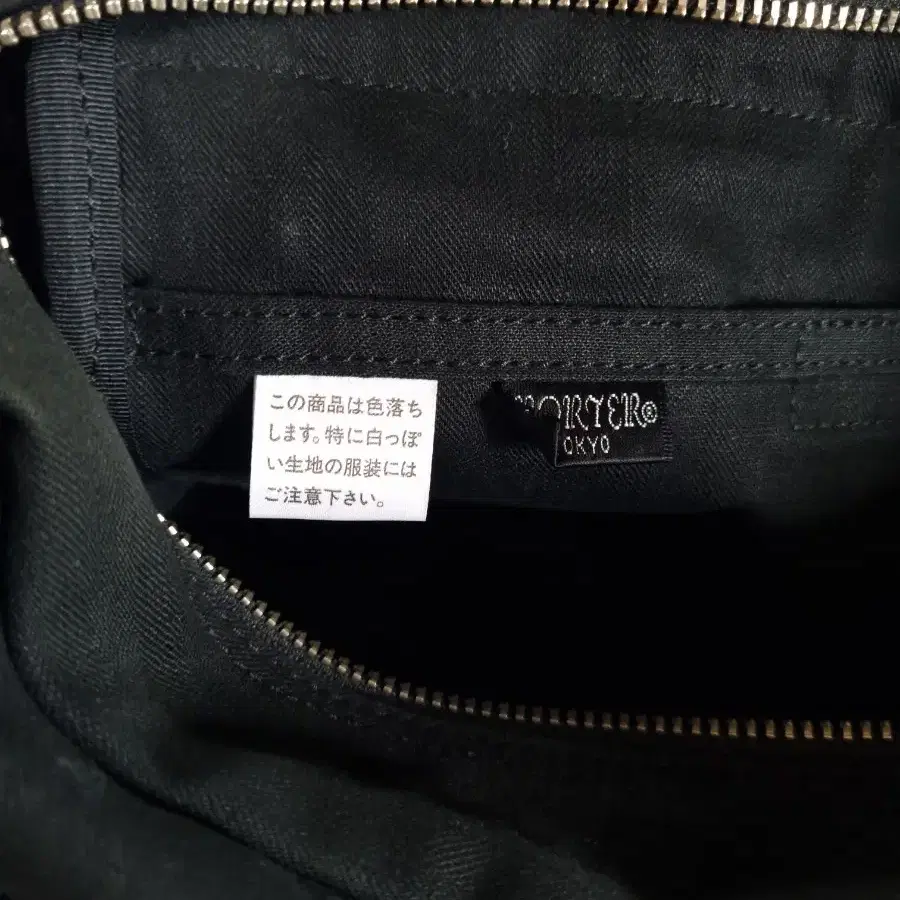 この商品は色落ち
します。特に白っぽ
い生地の服装には
ご注意下さい。
PORTER®
OKYO